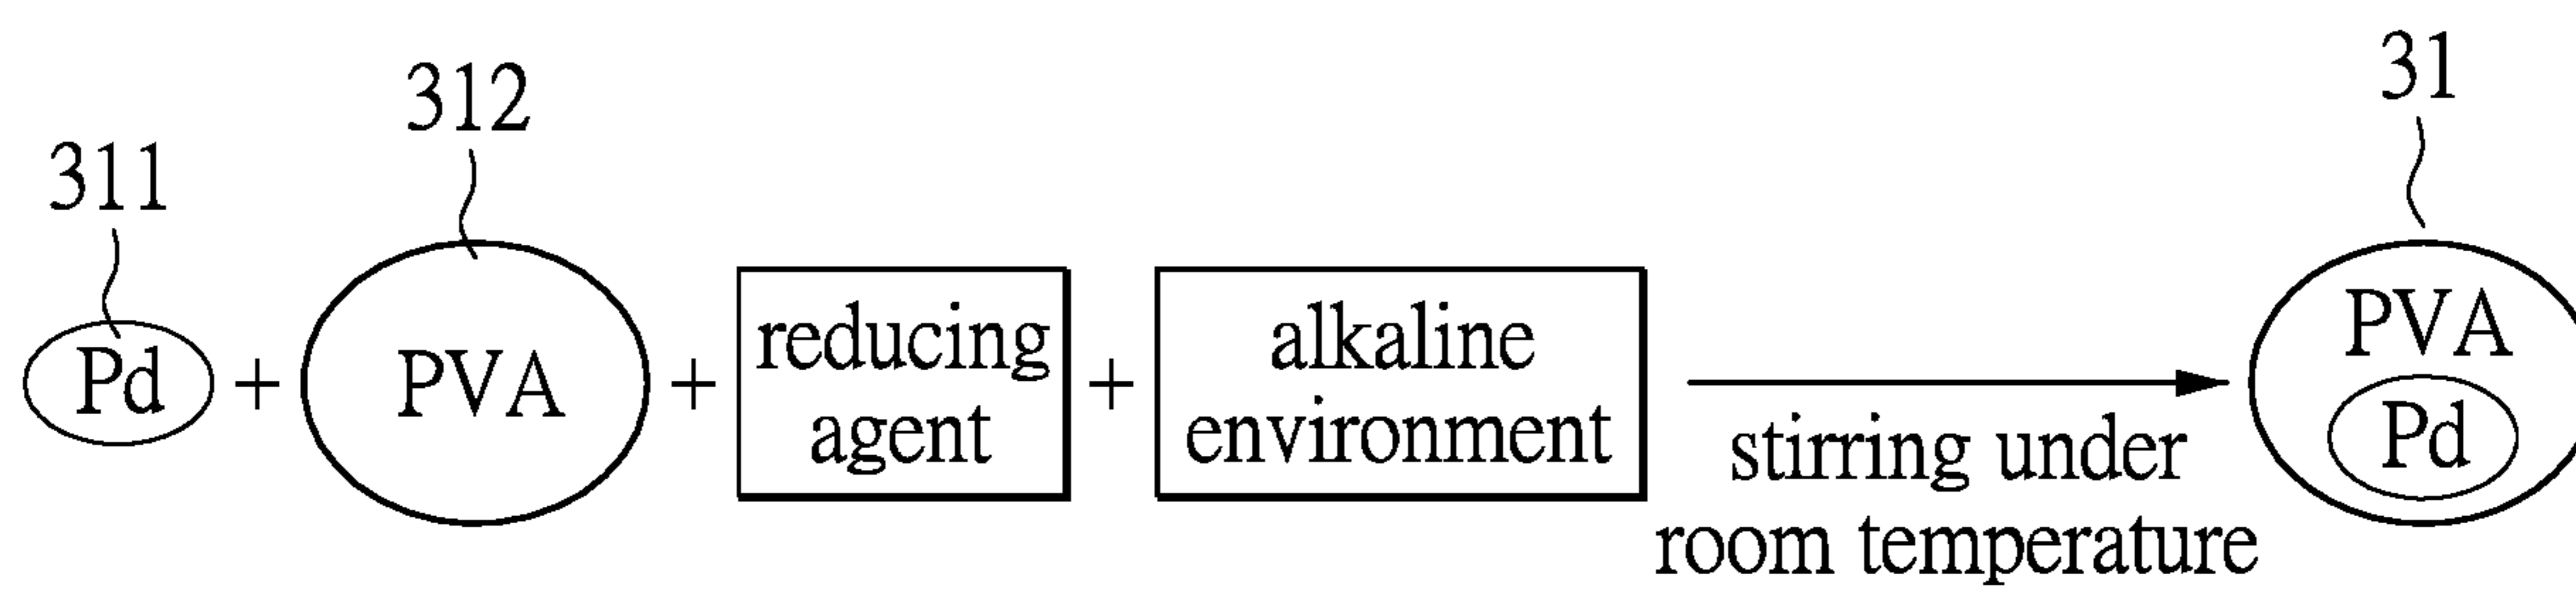 311
312
31
Pd + PVA + reducing agent + alkaline environment
stirring under
room temperature
PVA
Pd